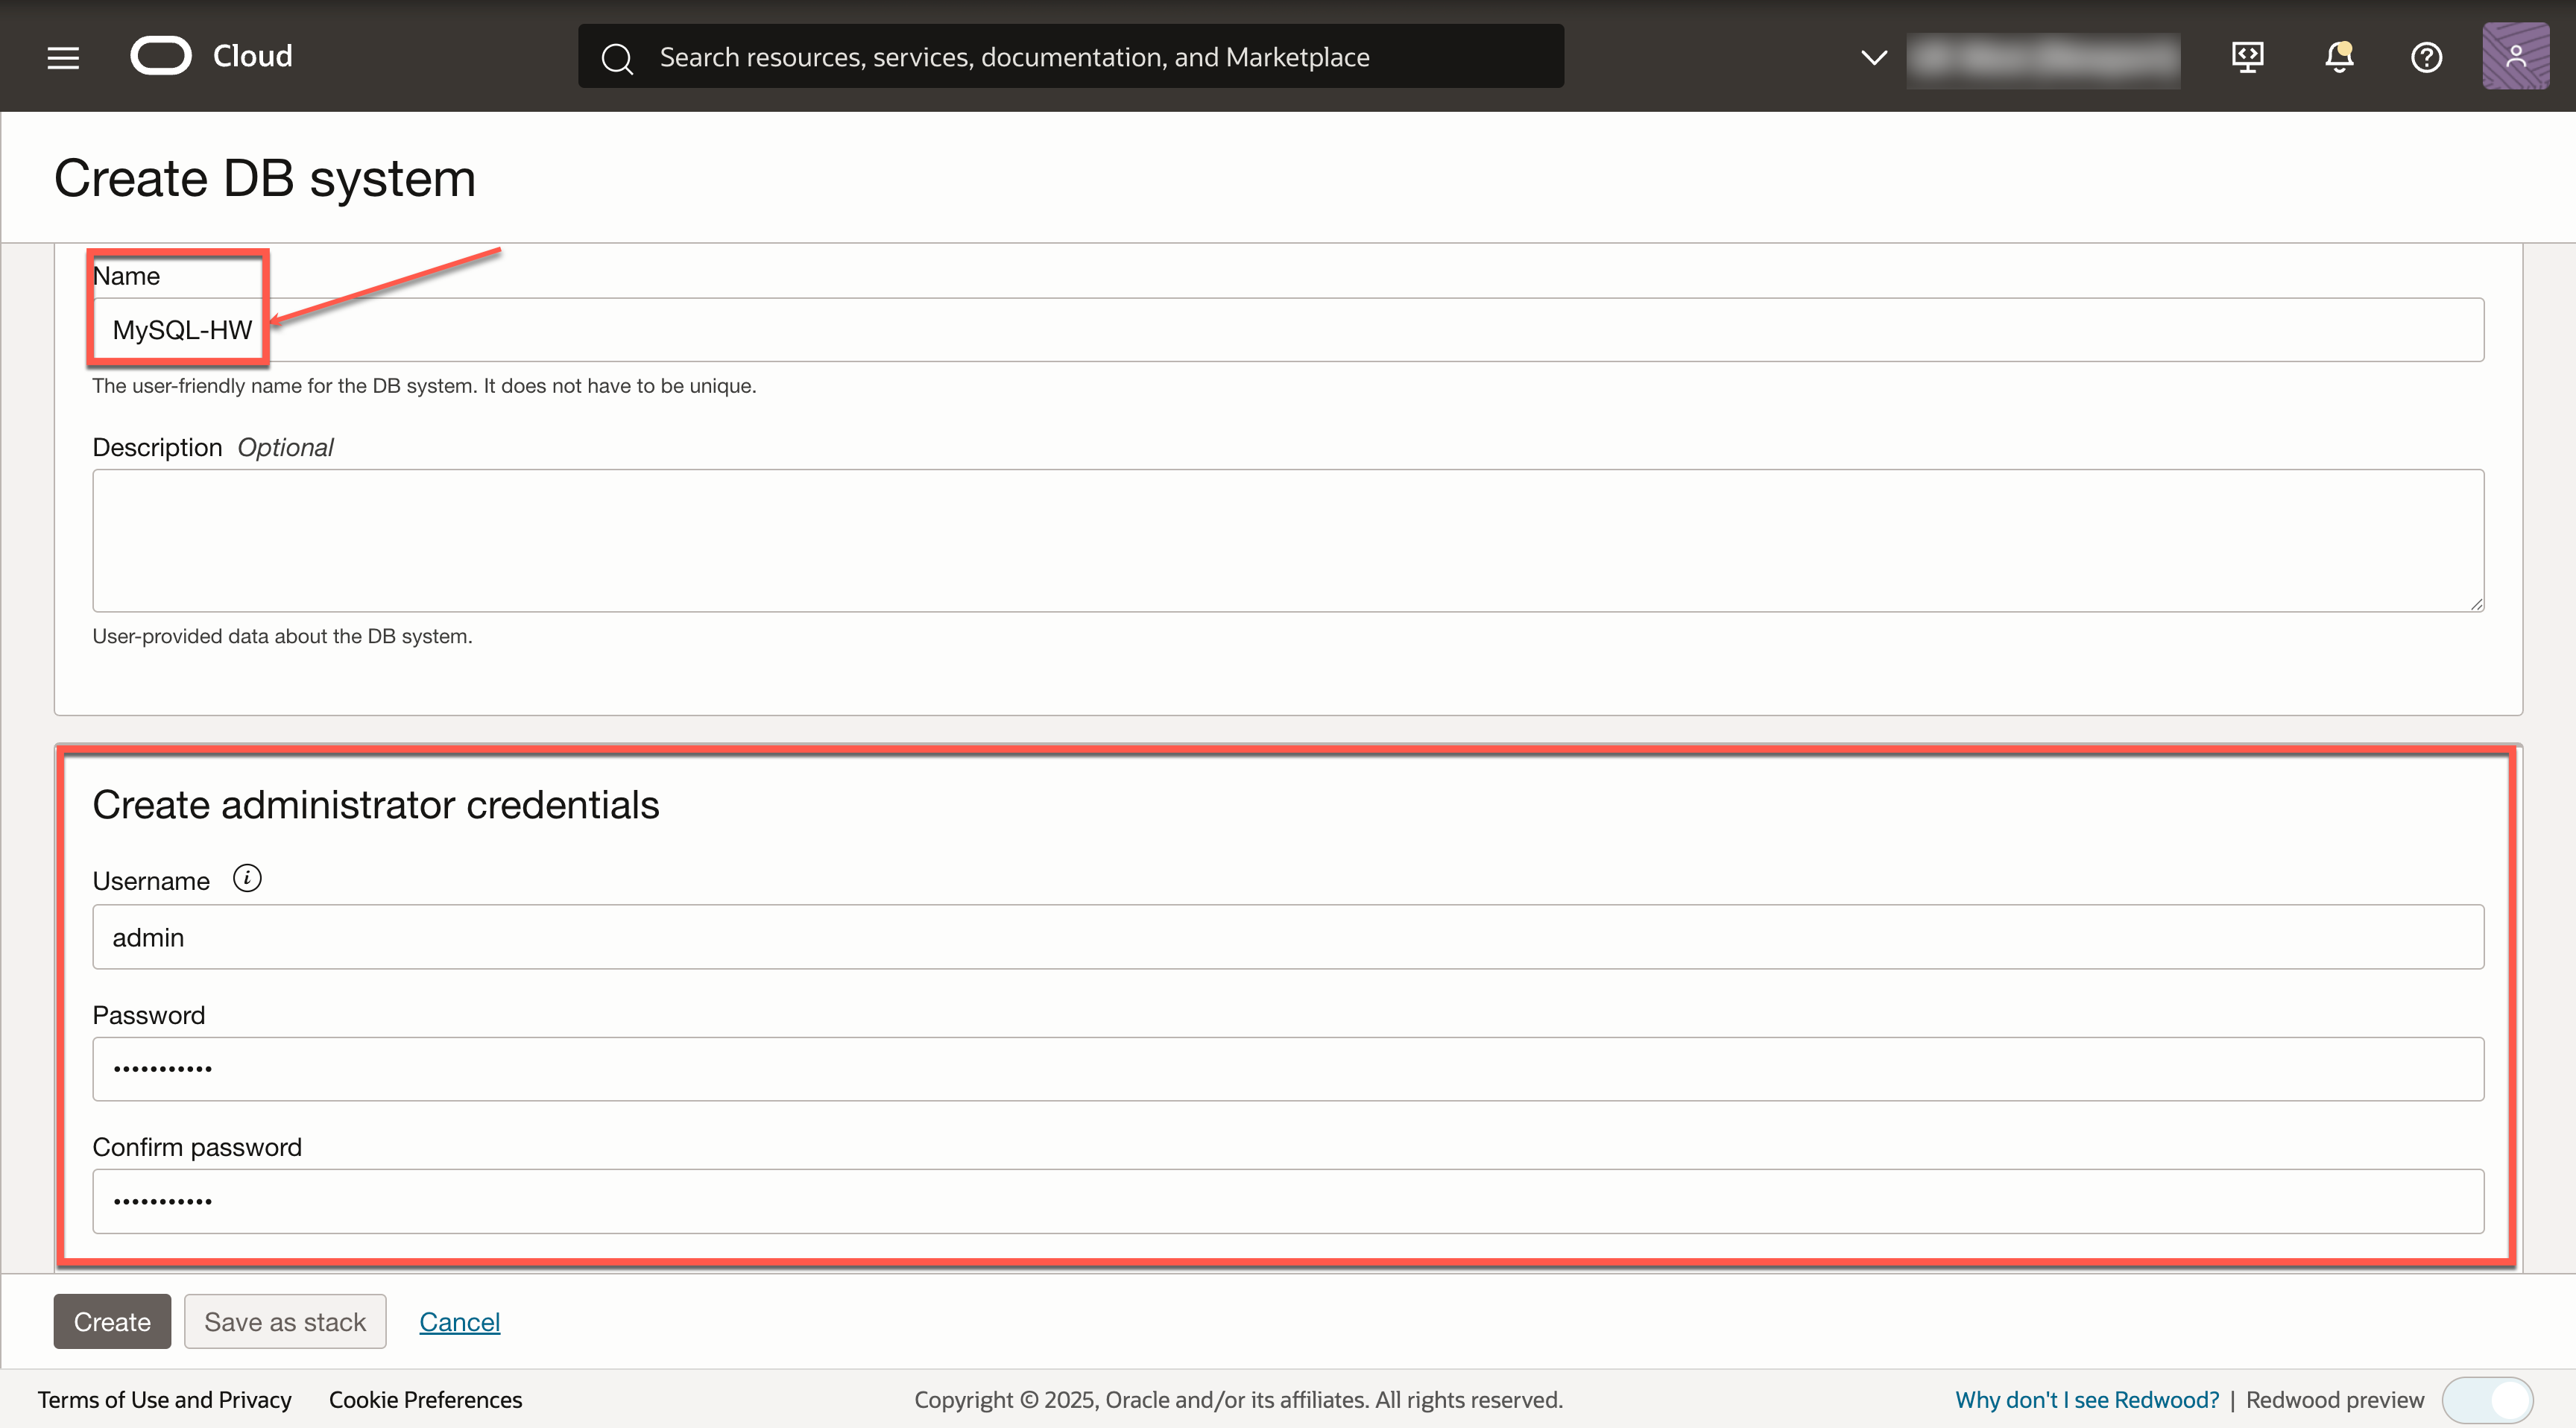 Cloud
Search resources, services, documentation, and Marketplace
Create DB system
Name
MySQL-HW
The user-friendly name for the DB system. It does not have to be unique.
Description Optional
User-provided data about the DB system.
Create administrator credentials
Username
admin
Password
•••••••••••
Confirm password
•••••••••••
Create Save as stack Cancel
Terms of Use and Privacy Cookie Preferences Copyright © 2025, Oracle and/or its affiliates. All rights reserved. Why don't I see Redwood? | Redwood preview